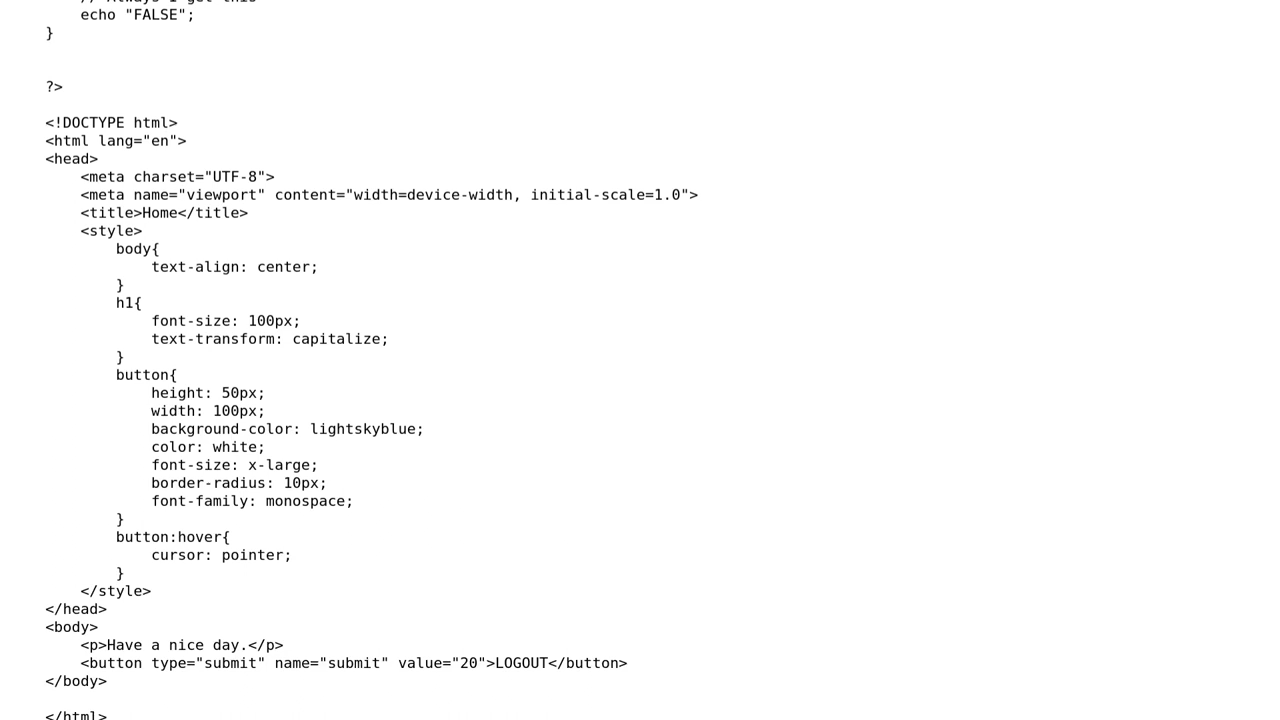 // Always I get this
        echo "FALSE";
    }


    ?>

    <!DOCTYPE html>
    <html lang="en">
    <head>
        <meta charset="UTF-8">
        <meta name="viewport" content="width=device-width, initial-scale=1.0">
        <title>Home</title>
        <style>
            body{
                text-align: center;
            }
            h1{
                font-size: 100px;
                text-transform: capitalize;
            }
            button{
                height: 50px;
                width: 100px;
                background-color: lightskyblue;
                color: white;
                font-size: x-large;
                border-radius: 10px;
                font-family: monospace;
            }
            button:hover{
                cursor: pointer;
            }
        </style>
    </head>
    <body>
        <p>Have a nice day.</p>
        <button type="submit" name="submit" value="20">LOGOUT</button>
    </body>

    </html>